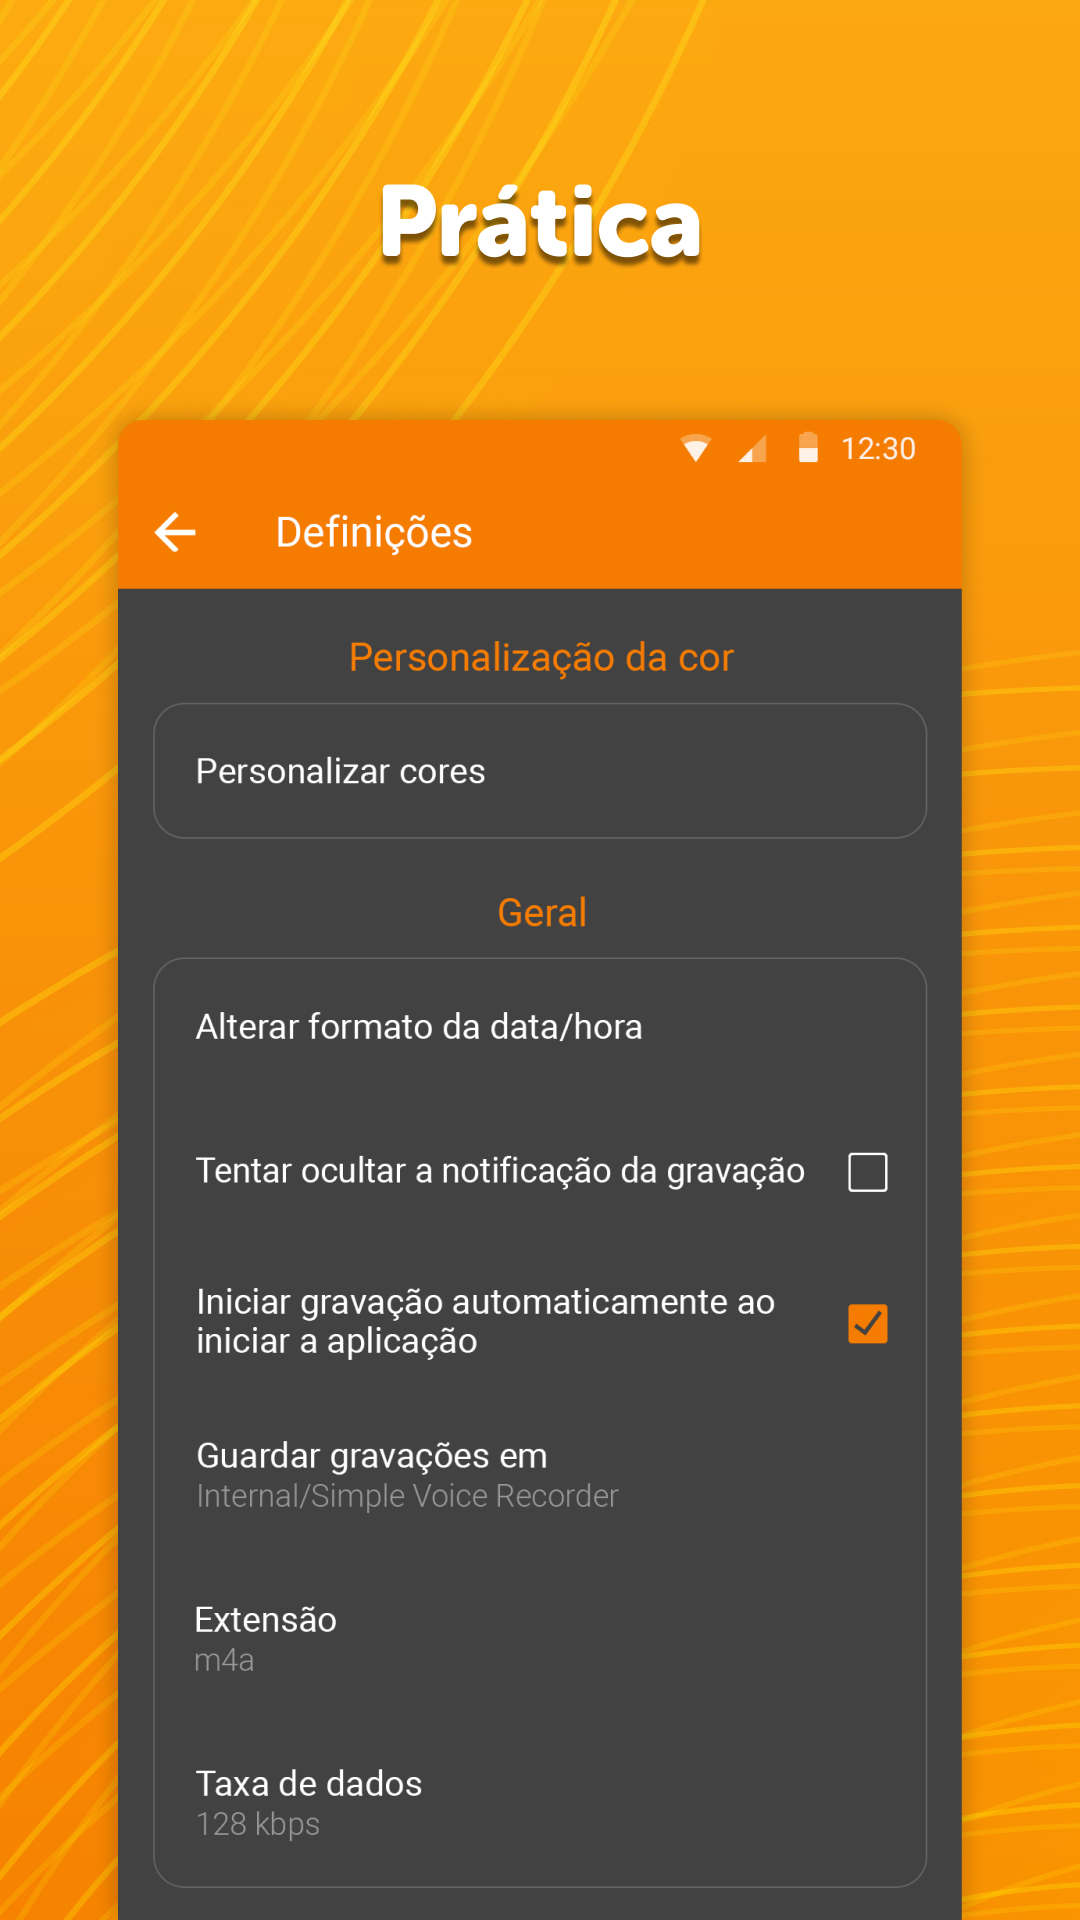 Prática
12:30
Definições
Personalização da cor
Personalizar cores
Geral
Alterar formato da data/hora
Tentar ocultar a notificação da gravação
Iniciar gravação automaticamente ao
iniciar a aplicação
Guardar gravações em
Internal/Simple Voice Recorder
Extensão
m4a
Taxa de dados
128 kbps